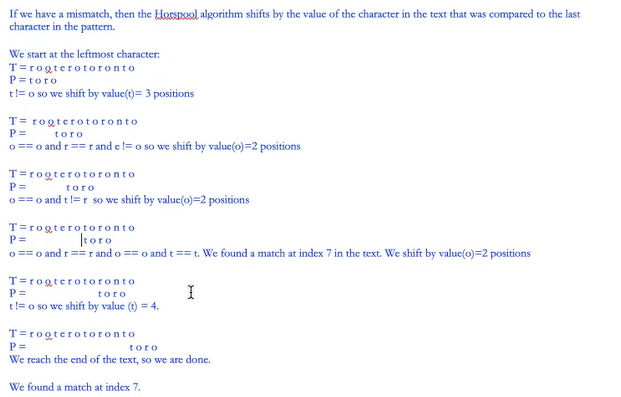 If we have a mismatch, then the Horspool algorithm shifts by the value of the character in the text that was compared to the last
character in the pattern.
We start at the leftmost character:
T = r o o t e r o t o r o n t o
P = t o r o
t != o so we shift by value(t)= 3 positions
T = r o o t e r o t o r o n t o
P = t o r o
o == o and r == r and e != o so we shift by value(o)=2 positions
T = r o o t e r o t o r o n t o
P = t o r o
o == o and t != r so we shift by value(o)=2 positions
T = r o o t e r o t o r o n t o
P = t o r o
o == o and r == r and o == o and t == t. We found a match at index 7 in the text. We shift by value(o)=2 positions
T = r o o t e r o t o r o n t o
P = t o r o
t != o so we shift by value (t) = 4.
T = r o o t e r o t o r o n t o
P = t o r o
We reach the end of the text, so we are done.
We found a match at index 7.